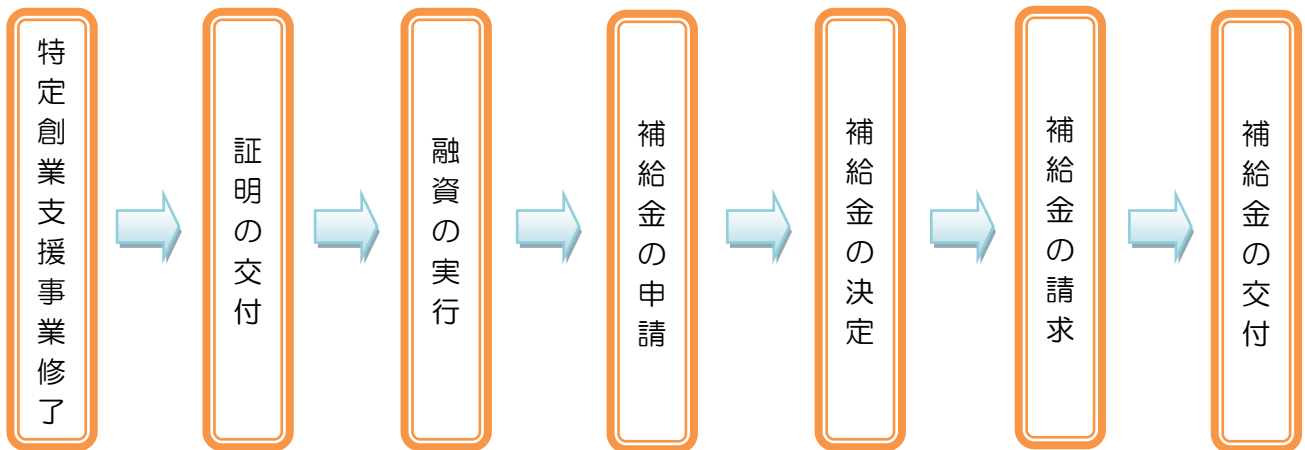 特定創業支援事業修了
証明の交付
融資の実行
補給金の申請
補給金の決定
補給金の請求
補給金の交付